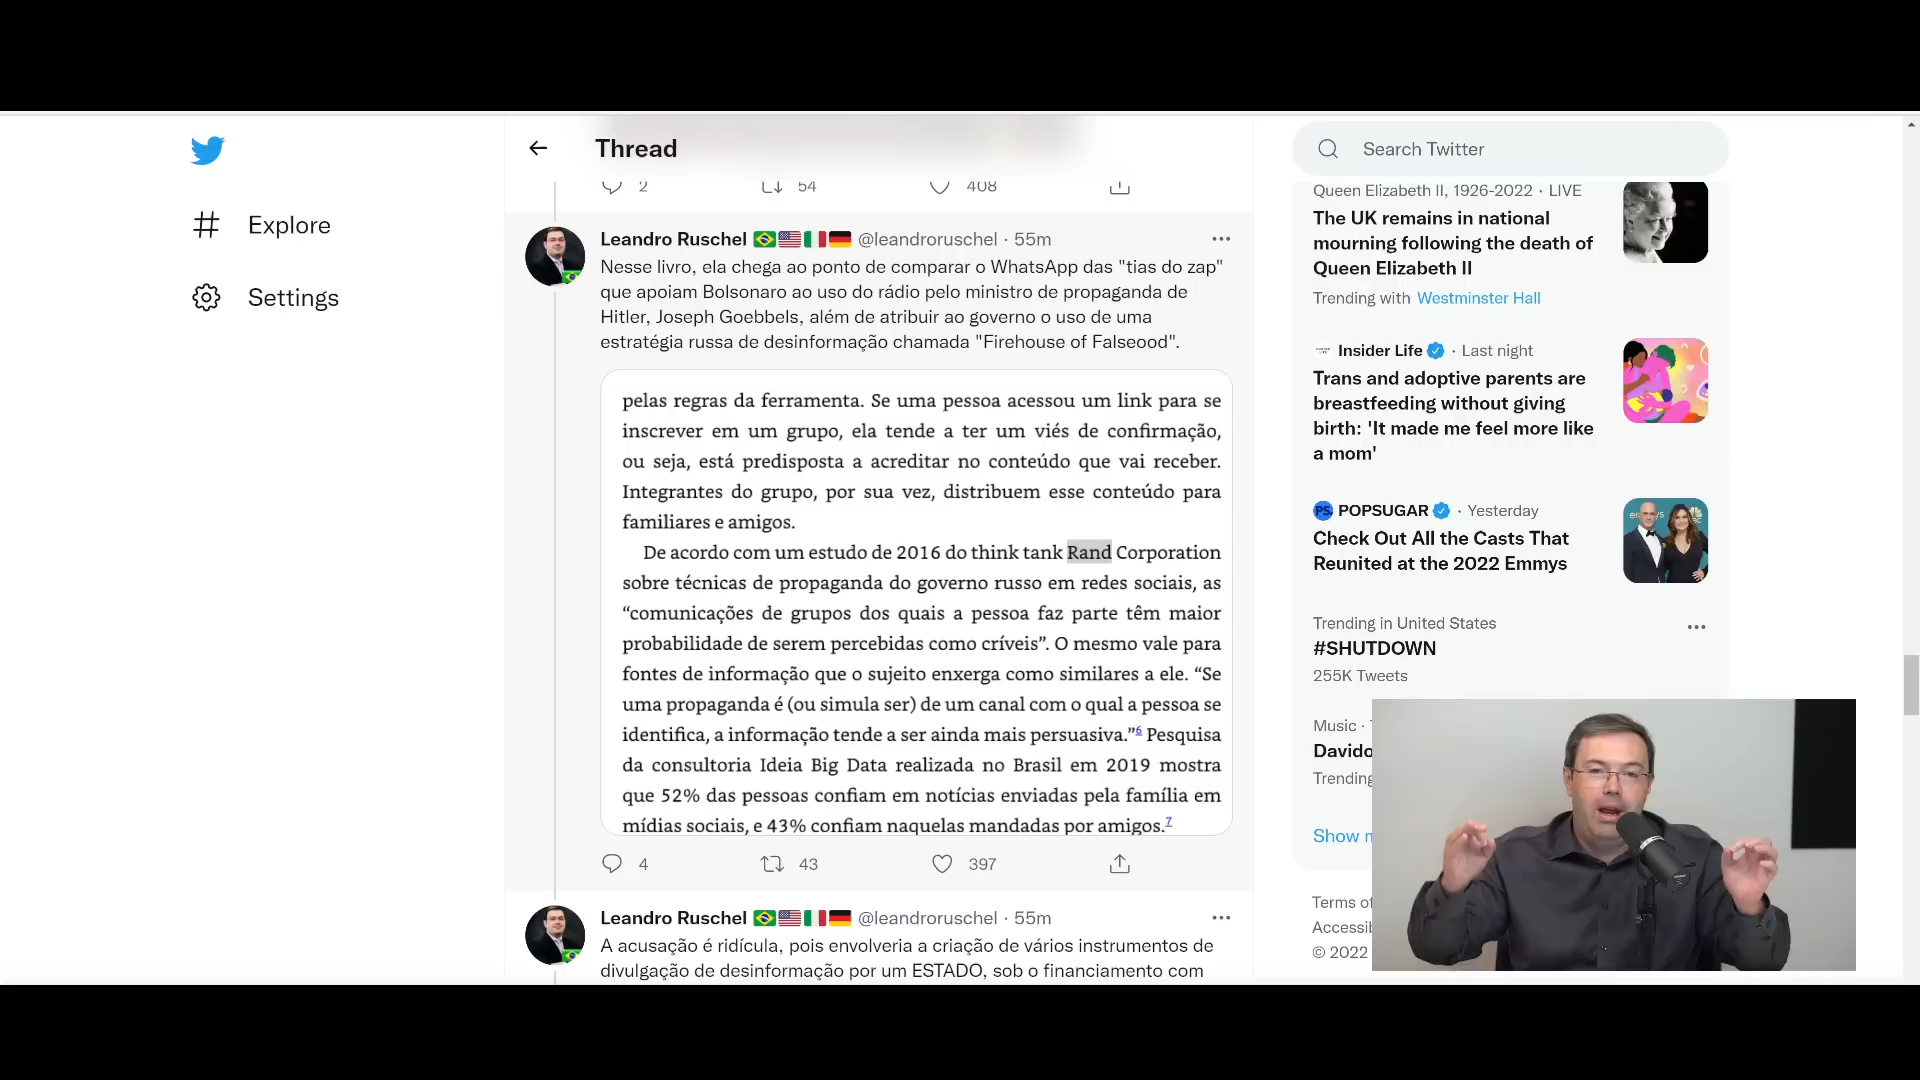 Explore
Settings
Thread
2 54 408
Leandro Ruschel @leandroruschel · 55m
Nesse livro, ela chega ao ponto de comparar o WhatsApp das "tias do zap"
que apoiam Bolsonaro ao uso do rádio pelo ministro de propaganda de
Hitler, Joseph Goebbels, além de atribuir ao governo o uso de uma
estratégia russa de desinformação chamada "Firehouse of Falseood".
pelas regras da ferramenta. Se uma pessoa acessou um link para se
inscrever em um grupo, ela tende a ter um viés de confirmação,
ou seja, está predisposta a acreditar no conteúdo que vai receber.
Integrantes do grupo, por sua vez, distribuem esse conteúdo para
familiares e amigos.
De acordo com um estudo de 2016 do think tank Rand Corporation
sobre técnicas de propaganda do governo russo em redes sociais, as
“comunicações de grupos dos quais a pessoa faz parte têm maior
probabilidade de serem percebidas como críveis”. O mesmo vale para
fontes de informação que o sujeito enxerga como similares a ele. “Se
uma propaganda é (ou simula ser) de um canal com o qual a pessoa se
identifica, a informação tende a ser ainda mais persuasiva.”6 Pesquisa
da consultoria Ideia Big Data realizada no Brasil em 2019 mostra
que 52% das pessoas confiam em notícias enviadas pela família em
mídias sociais, e 43% confiam naquelas mandadas por amigos.7
4 43 397
Leandro Ruschel @leandroruschel · 55m
A acusação é ridícula, pois envolveria a criação de vários instrumentos de
divulgação de desinformação por um ESTADO, sob o financiamento com
Search Twitter
Queen Elizabeth II, 1926-2022 · LIVE
The UK remains in national
mourning following the death of
Queen Elizabeth II
Trending with Westminster Hall
Insider Life · Last night
Trans and adoptive parents are
breastfeeding without giving
birth: 'It made me feel more like
a mom'
PS. POPSUGAR · Yesterday
Check Out All the Casts That
Reunited at the 2022 Emmys
Trending in United States
#SHUTDOWN
255K Tweets
Music ·
Davido
Trending
Show
Terms of
Accessib
© 2022